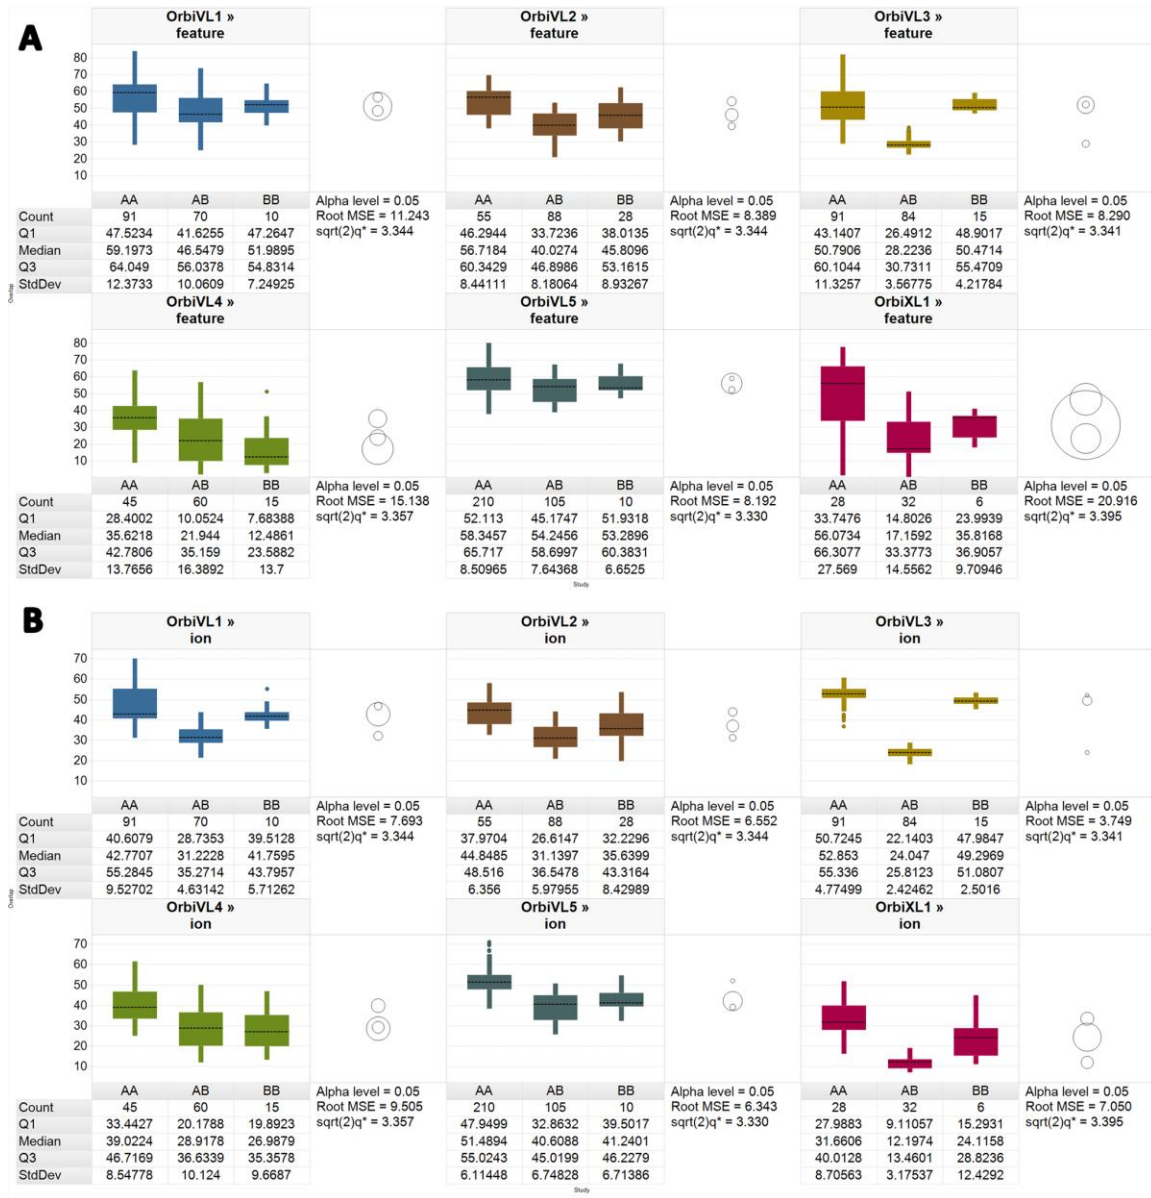 A
OrbiVL1 » feature OrbiVL2 » feature OrbiVL3 » feature
80
70
60
50
40
30
20
10
AA AB BB Alpha level = 0.05 AA AB BB Alpha level = 0.05 AA AB BB Alpha level = 0.05
Count 91 70 10 Root MSE = 11.243 55 88 28 Root MSE = 8.389 91 84 15 Root MSE = 8.290
Q1 47.5234 41.6255 47.2647 sqrt(2)q* = 3.344 46.2944 33.7236 38.0135 sqrt(2)q* = 3.344 43.1407 26.4912 48.9017 sqrt(2)q* = 3.341
Median 59.1973 46.5479 51.9895 56.7184 40.0274 45.8096 50.7906 28.2236 50.4714
Q3 64.049 56.0378 54.8314 60.3429 46.8986 53.1615 60.1044 30.7311 55.4709
StdDev 12.3733 10.0609 7.24925 8.44111 8.18064 8.93267 11.3257 3.56775 4.21784
Overlap
OrbiVL4 » feature OrbiVL5 » feature OrbiXL1 » feature
80
70
60
50
40
30
20
10
AA AB BB Alpha level = 0.05 AA AB BB Alpha level = 0.05 AA AB BB Alpha level = 0.05
Count 45 60 15 Root MSE = 15.138 210 105 10 Root MSE = 8.192 28 32 6 Root MSE = 20.916
Q1 28.4002 10.0524 7.68388 sqrt(2)q* = 3.357 52.113 45.1747 51.9318 sqrt(2)q* = 3.330 33.7476 14.8026 23.9939 sqrt(2)q* = 3.395
Median 35.6218 21.944 12.4861 58.3457 54.2456 53.2896 56.0734 17.1592 35.8168
Q3 42.7806 35.159 23.5882 65.717 58.6997 60.3831 66.3077 33.3773 36.9057
StdDev 13.7656 16.3892 13.7 8.50965 7.64368 6.6525 27.569 14.5562 9.70946
Study
B
OrbiVL1 » ion OrbiVL2 » ion OrbiVL3 » ion
70
60
50
40
30
20
10
AA AB BB Alpha level = 0.05 AA AB BB Alpha level = 0.05 AA AB BB Alpha level = 0.05
Count 91 70 10 Root MSE = 7.693 55 88 28 Root MSE = 6.552 91 84 15 Root MSE = 3.749
Q1 40.6079 28.7353 39.5128 sqrt(2)q* = 3.344 37.9704 26.6147 32.2296 sqrt(2)q* = 3.344 50.7245 22.1403 47.9847 sqrt(2)q* = 3.341
Median 42.7707 31.2228 41.7595 44.8485 31.1397 35.6399 52.853 24.047 49.2969
Q3 55.2845 35.2714 43.7957 48.516 36.5478 43.3164 55.336 25.8123 51.0807
StdDev 9.52702 4.63142 5.71262 6.356 5.97955 8.42989 4.77499 2.42462 2.5016
Overlap
OrbiVL4 » ion OrbiVL5 » ion OrbiXL1 » ion
70
60
50
40
30
20
10
AA AB BB Alpha level = 0.05 AA AB BB Alpha level = 0.05 AA AB BB Alpha level = 0.05
Count 45 60 15 Root MSE = 9.505 210 105 10 Root MSE = 6.343 28 32 6 Root MSE = 7.050
Q1 33.4427 20.1788 19.8923 sqrt(2)q* = 3.357 47.9499 32.8632 39.5017 sqrt(2)q* = 3.330 27.9883 9.11057 15.2931 sqrt(2)q* = 3.395
Median 39.0224 28.9178 26.9879 51.4894 40.6088 41.2401 31.6606 12.1974 24.1158
Q3 46.7169 36.6339 35.3578 55.0243 45.0199 46.2279 40.0128 13.4601 28.8236
StdDev 8.54778 10.124 9.6687 6.11448 6.74828 6.71386 8.70563 3.17537 12.4292
Study